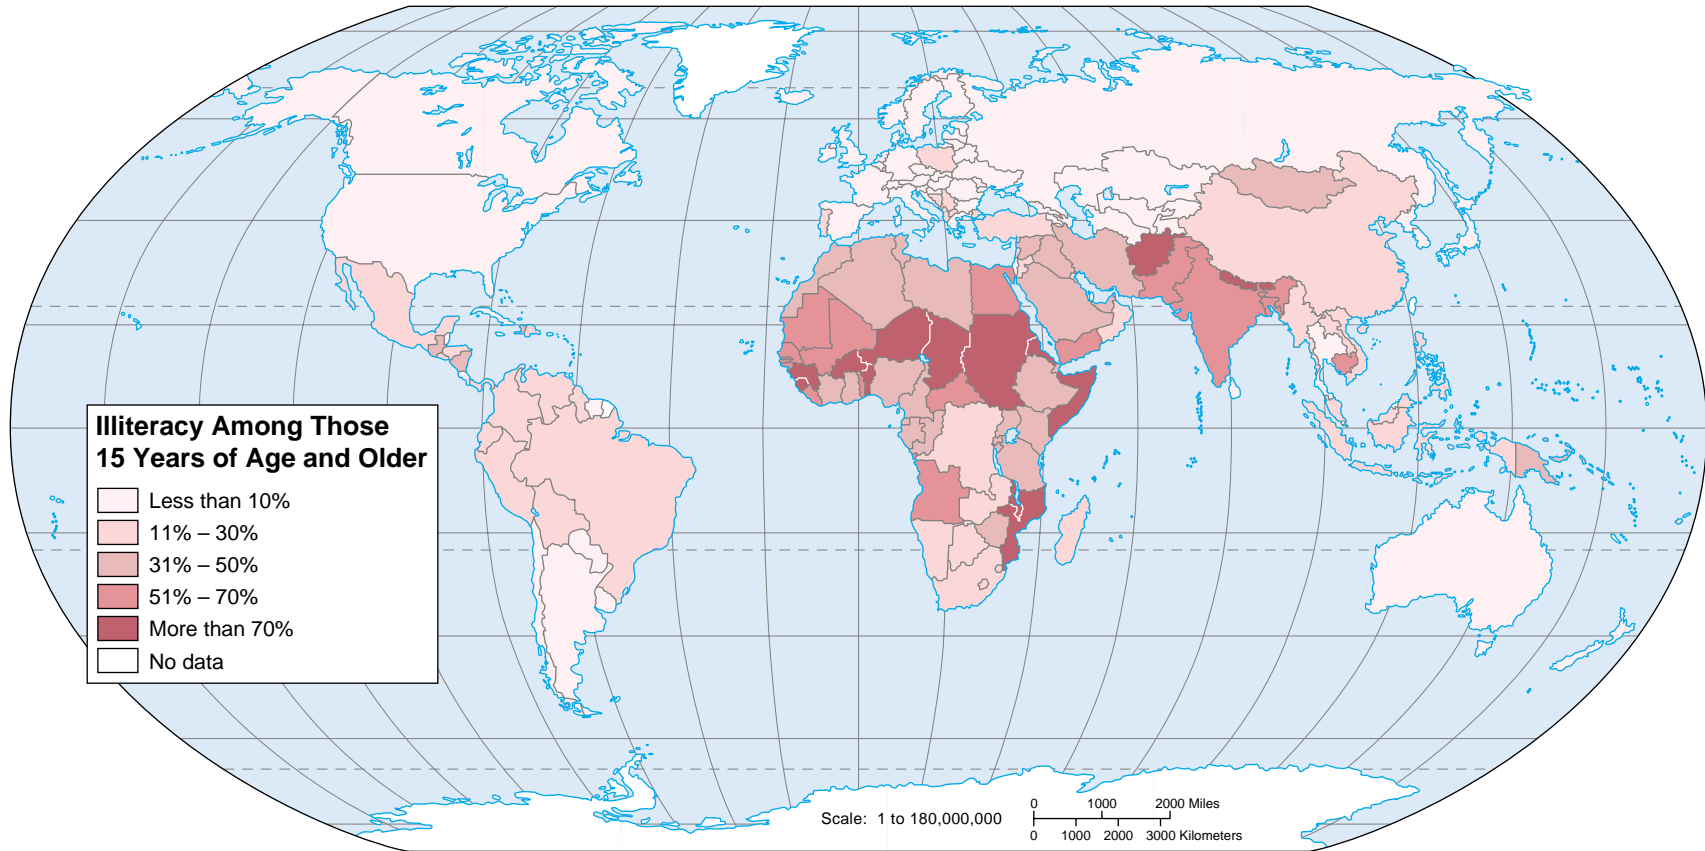 Illiteracy Among Those
15 Years of Age and Older
Less than 10%
11% – 30%
31% – 50%
51% – 70%
More than 70%
No data
Scale: 1 to 180,000,000
0 1000 2000 Miles
0 1000 2000 3000 Kilometers